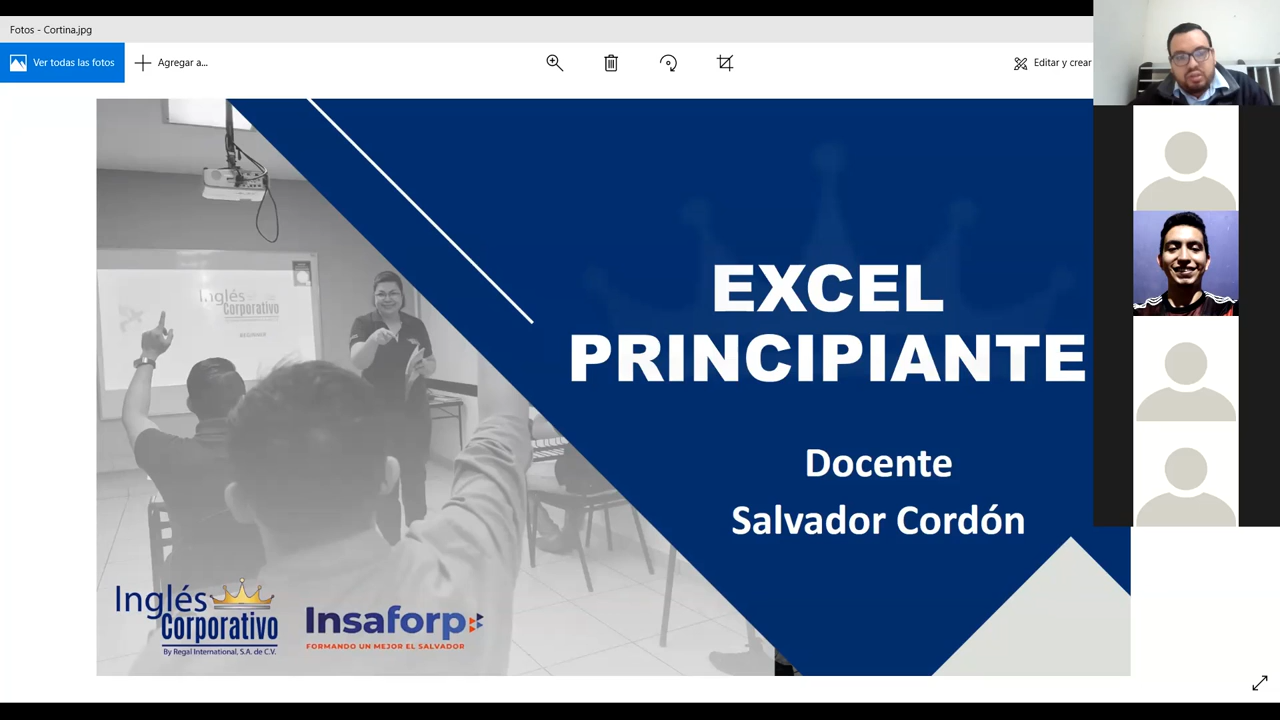 Fotos - Cortina.jpg
Ver todas las fotos
Agregar a...
Editar y crear
EXCEL
PRINCIPIANTE
Docente
Salvador Cordón
Inglés
Corporativo
Inglés
Corporativo
By Regal International, S.A. de C.V.
Insaforp
FORMANDO UN MEJOR EL SALVADOR